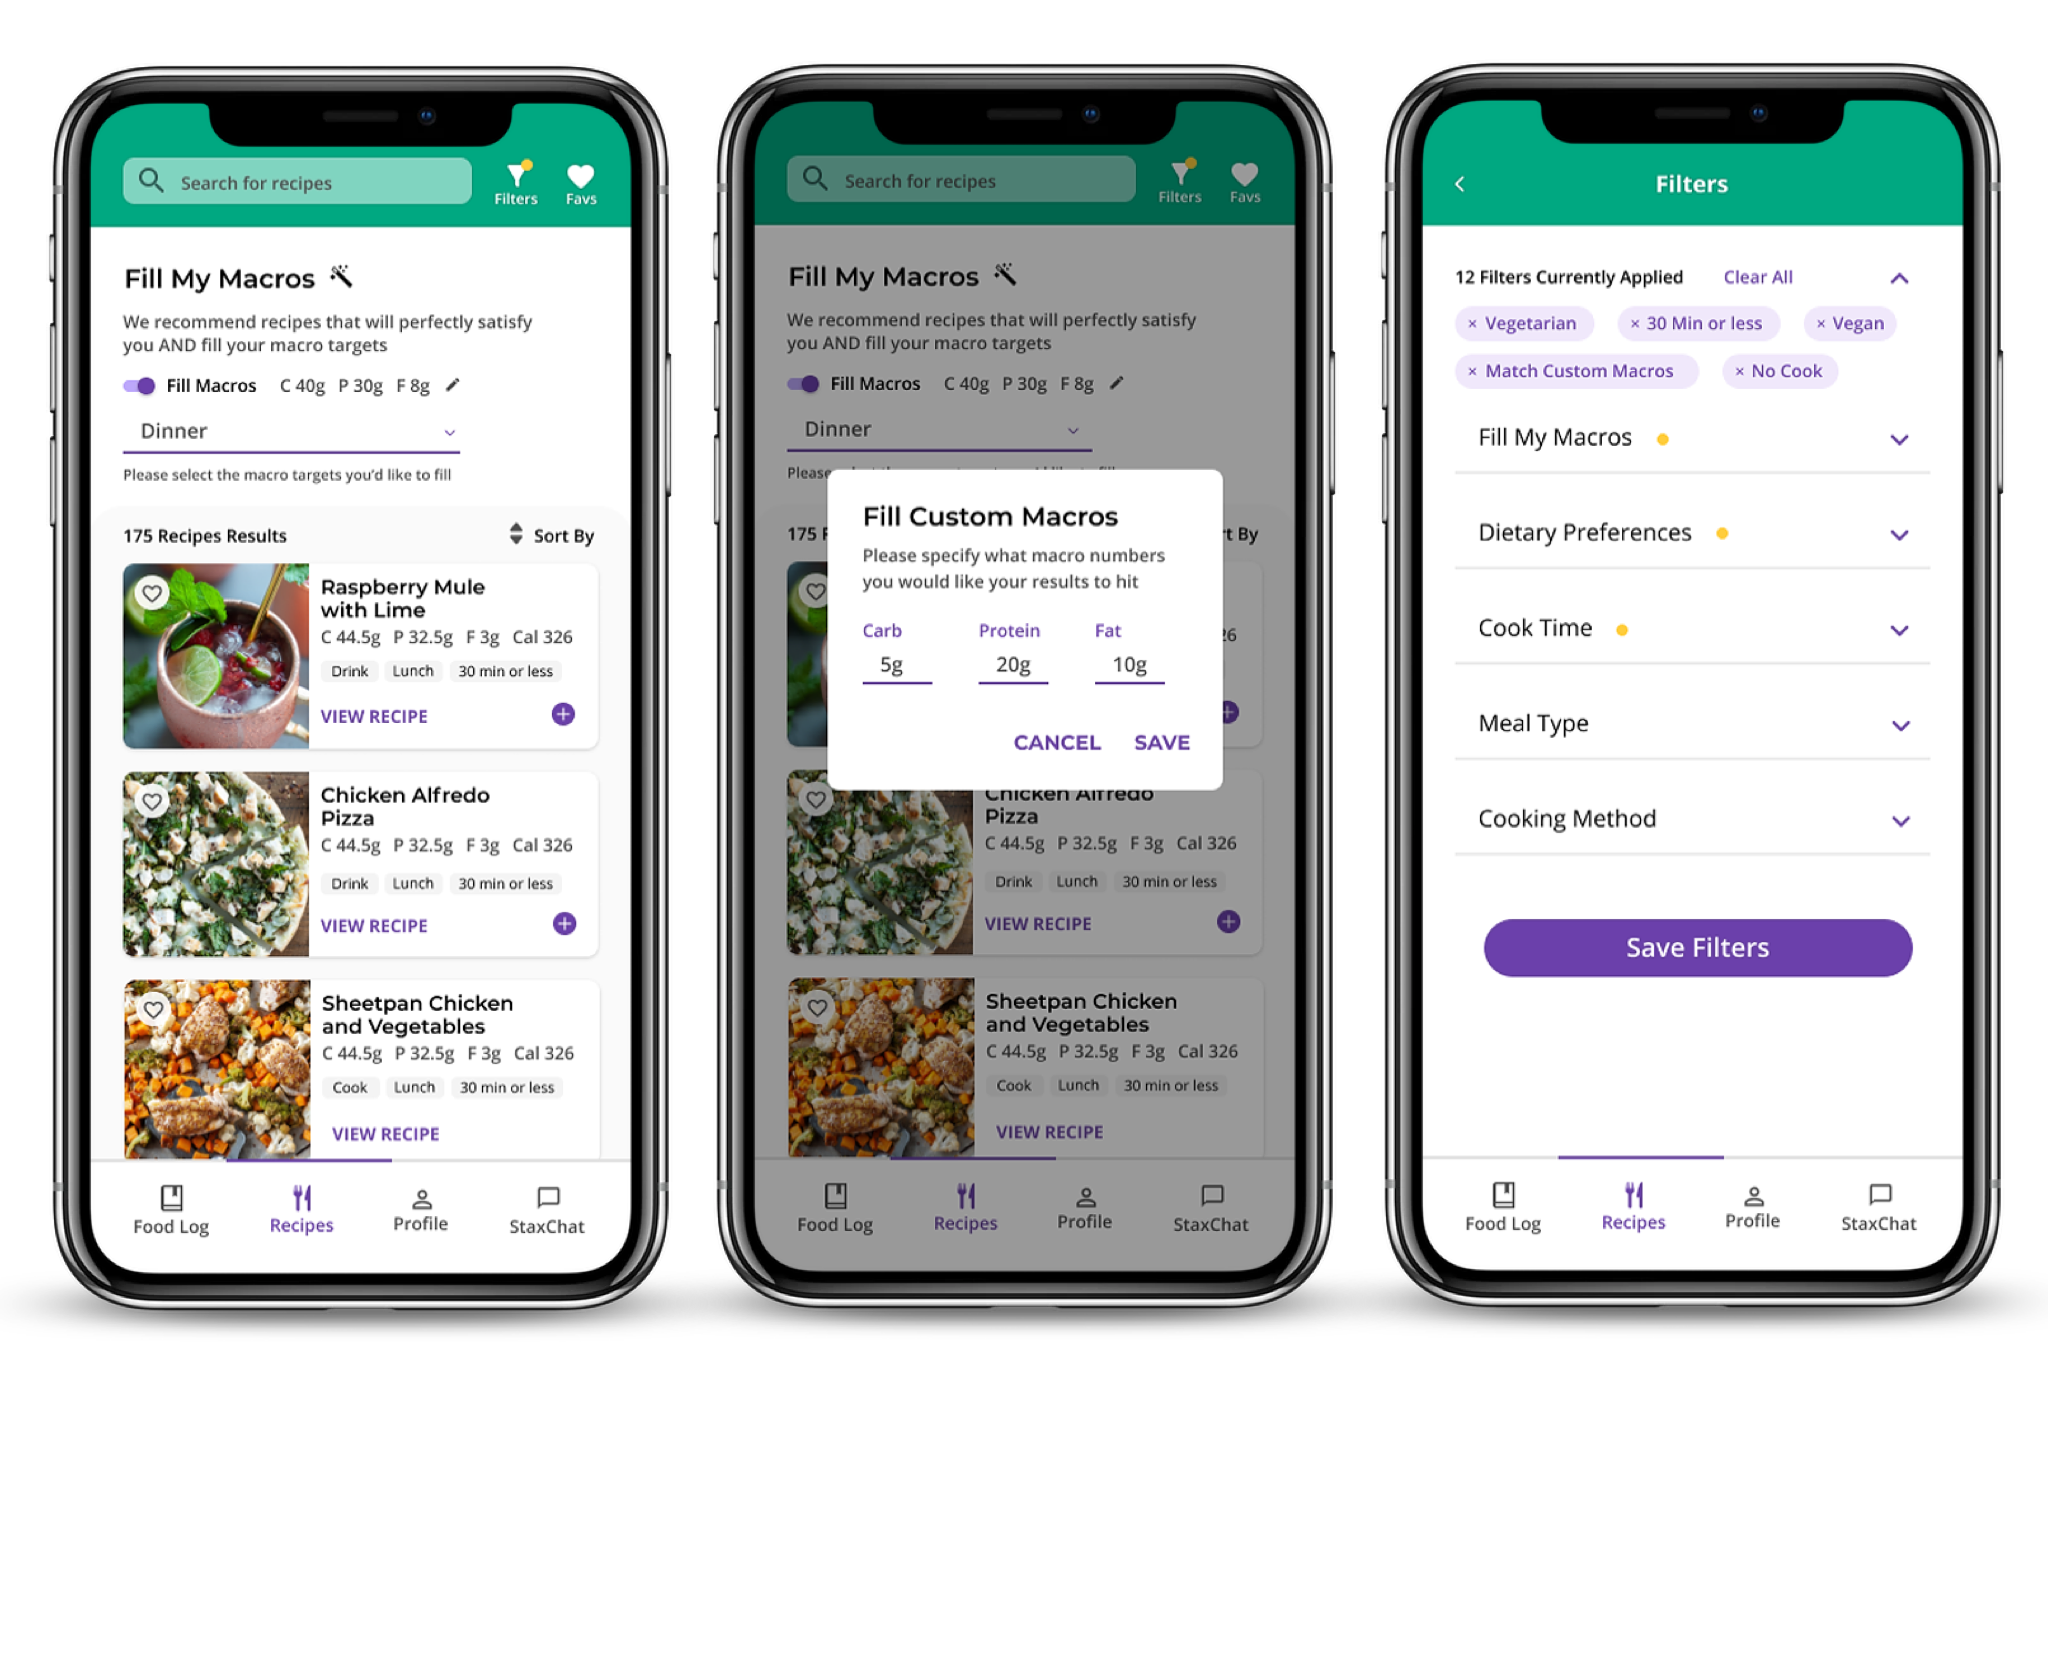 Search for recipes
Filters
Favs
Fill My Macros
We recommend recipes that will perfectly satisfy
you AND fill your macro targets
Fill Macros C 40g P 30g F 8g
Dinner
Please select the macro targets you'd like to fill
175 Recipes Results
Sort By
Raspberry Mule
with Lime
C 44.5g P 32.5g F 3g Cal 326
Drink Lunch 30 min or less
VIEW RECIPE
Chicken Alfredo
Pizza
C 44.5g P 32.5g F 3g Cal 326
Drink Lunch 30 min or less
VIEW RECIPE
Sheetpan Chicken
and Vegetables
C 44.5g P 32.5g F 3g Cal 326
Cook Lunch 30 min or less
VIEW RECIPE
Food Log Recipes Profile StaxChat
Search for recipes
Filters
Favs
Fill My Macros
We recommend recipes that will perfectly satisfy
you AND fill your macro targets
Fill Macros C 40g P 30g F 8g
Dinner
Please
175
By
Fill Custom Macros
Please specify what macro numbers
you would like your results to hit
Carb Protein Fat
5g 20g 10g
CANCEL SAVE
Chicken Alfredo
Pizza
C 44.5g P 32.5g F 3g Cal 326
Drink Lunch 30 min or less
VIEW RECIPE
Sheetpan Chicken
and Vegetables
C 44.5g P 32.5g F 3g Cal 326
Cook Lunch 30 min or less
VIEW RECIPE
Food Log Recipes Profile StaxChat
Filters
12 Filters Currently Applied Clear All
× Vegetarian × 30 Min or less × Vegan
× Match Custom Macros × No Cook
Fill My Macros
Dietary Preferences
Cook Time
Meal Type
Cooking Method
Save Filters
Food Log Recipes Profile StaxChat